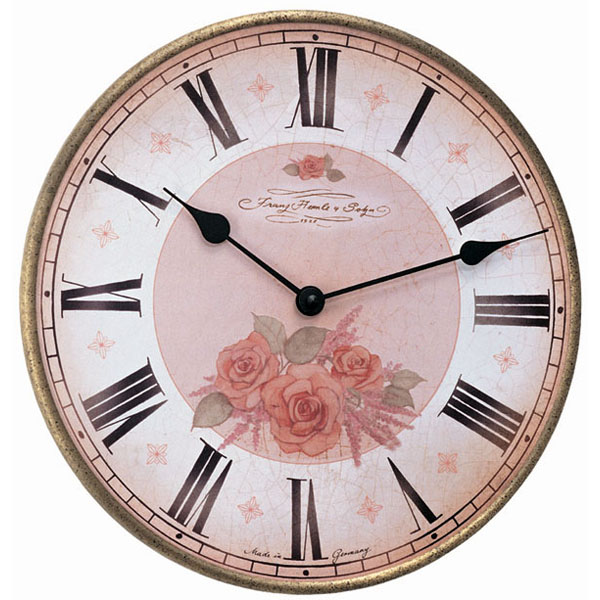 XII
I
II
III
IIII
V
VI
VII
VIII
IX
X
XI
Franz Hermle & Sohn
Made in Germany